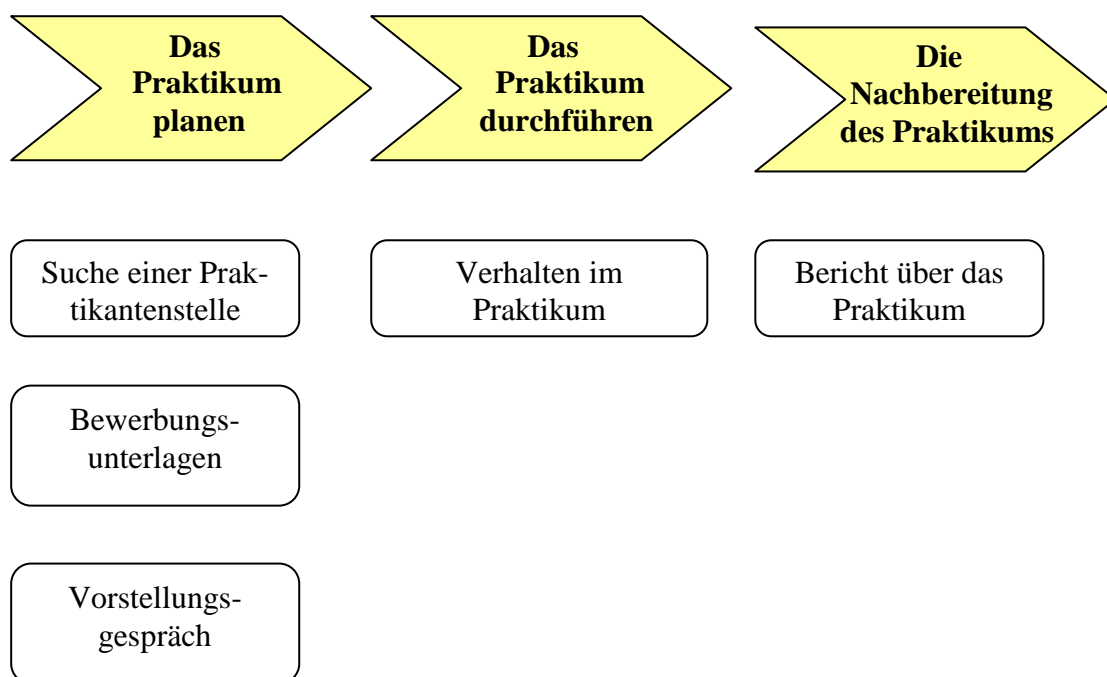 Das
Praktikum
planen
Das
Praktikum
durchführen
Die
Nachbereitung
des Praktikums
Suche einer Prak-
tikantenstelle
Verhalten im
Praktikum
Bericht über das
Praktikum
Bewerbungs-
unterlagen
Vorstellungs-
gespräch